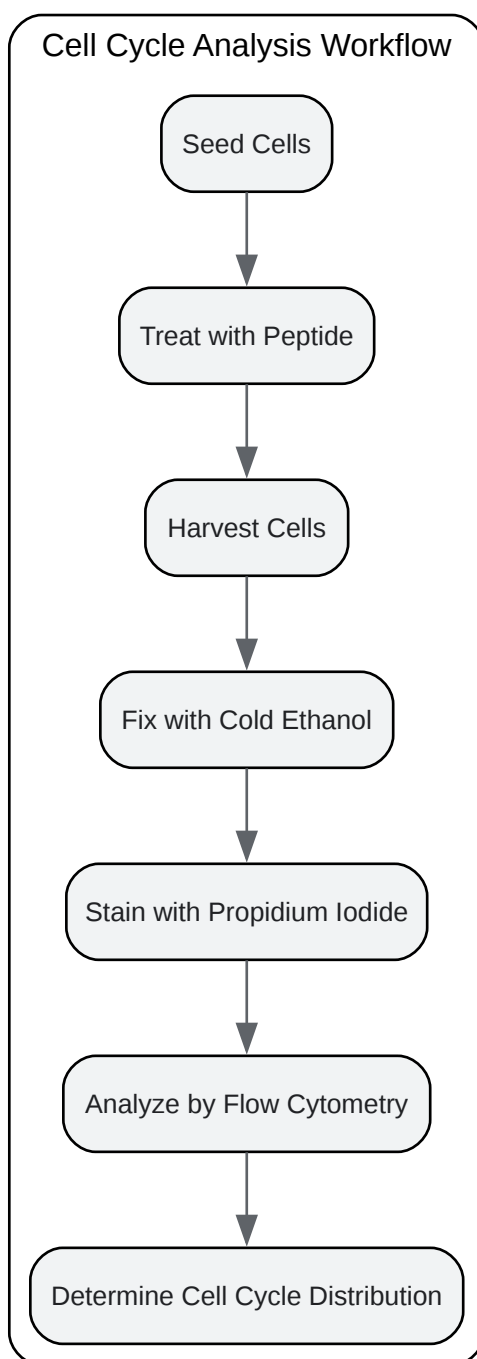 Cell Cycle Analysis Workflow
Seed Cells
Treat with Peptide
Harvest Cells
Fix with Cold Ethanol
Stain with Propidium Iodide
Analyze by Flow Cytometry
Determine Cell Cycle Distribution